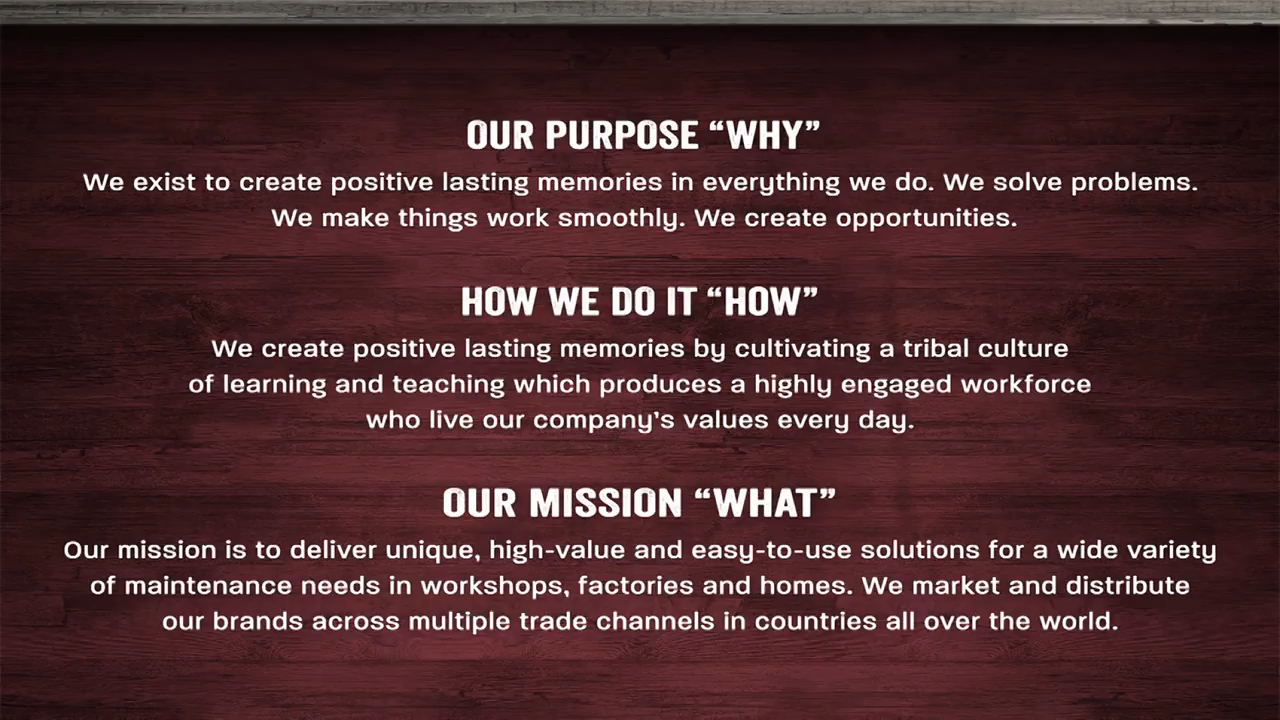 OUR PURPOSE “WHY”
We exist to create positive lasting memories in everything we do. We solve problems.
We make things work smoothly. We create opportunities.
HOW WE DO IT “HOW”
We create positive lasting memories by cultivating a tribal culture
of learning and teaching which produces a highly engaged workforce
who live our company’s values every day.
OUR MISSION “WHAT”
Our mission is to deliver unique, high-value and easy-to-use solutions for a wide variety
of maintenance needs in workshops, factories and homes. We market and distribute
our brands across multiple trade channels in countries all over the world.